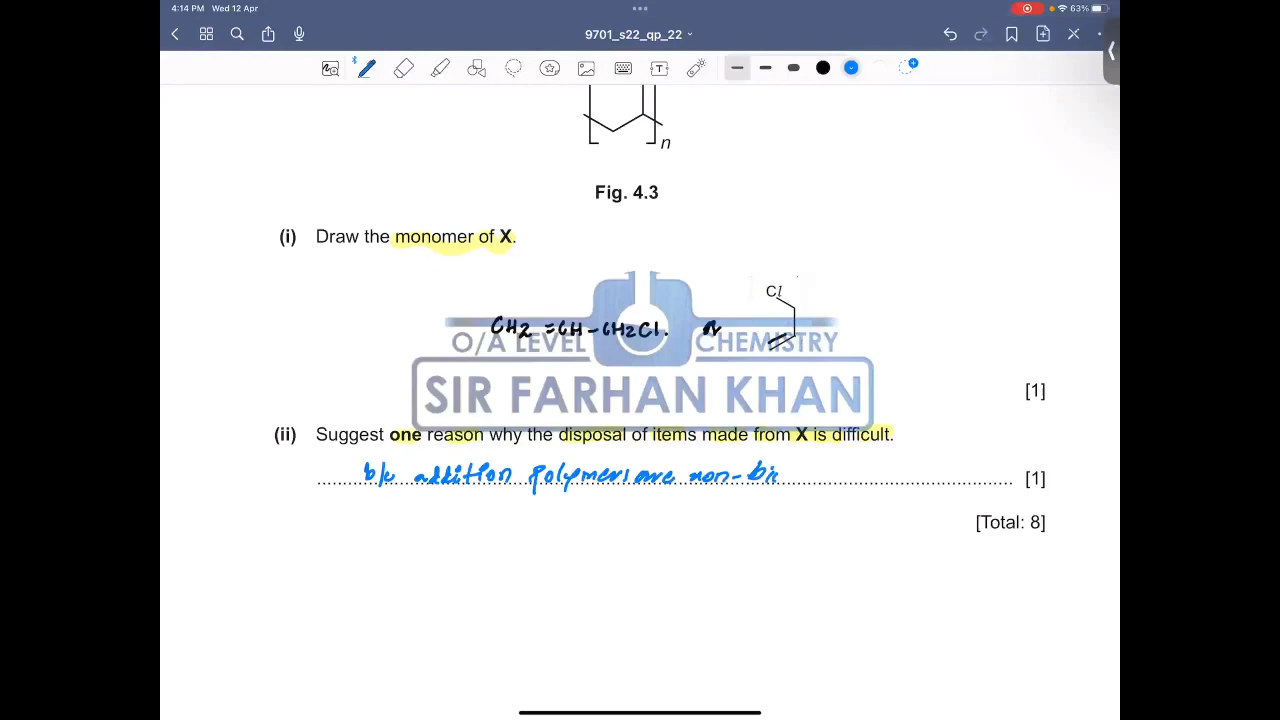 4:14 PM Wed 12 Apr
63%
9701_s22_qp_22
n
Fig. 4.3
(i) Draw the monomer of X.
Cl
CH2 = CH - CH2Cl. or
O/A LEVEL CHEMISTRY
SIR FARHAN KHAN
[1]
(ii) Suggest one reason why the disposal of items made from X is difficult.
b/c addition polymers are non-bi [1]
[Total: 8]